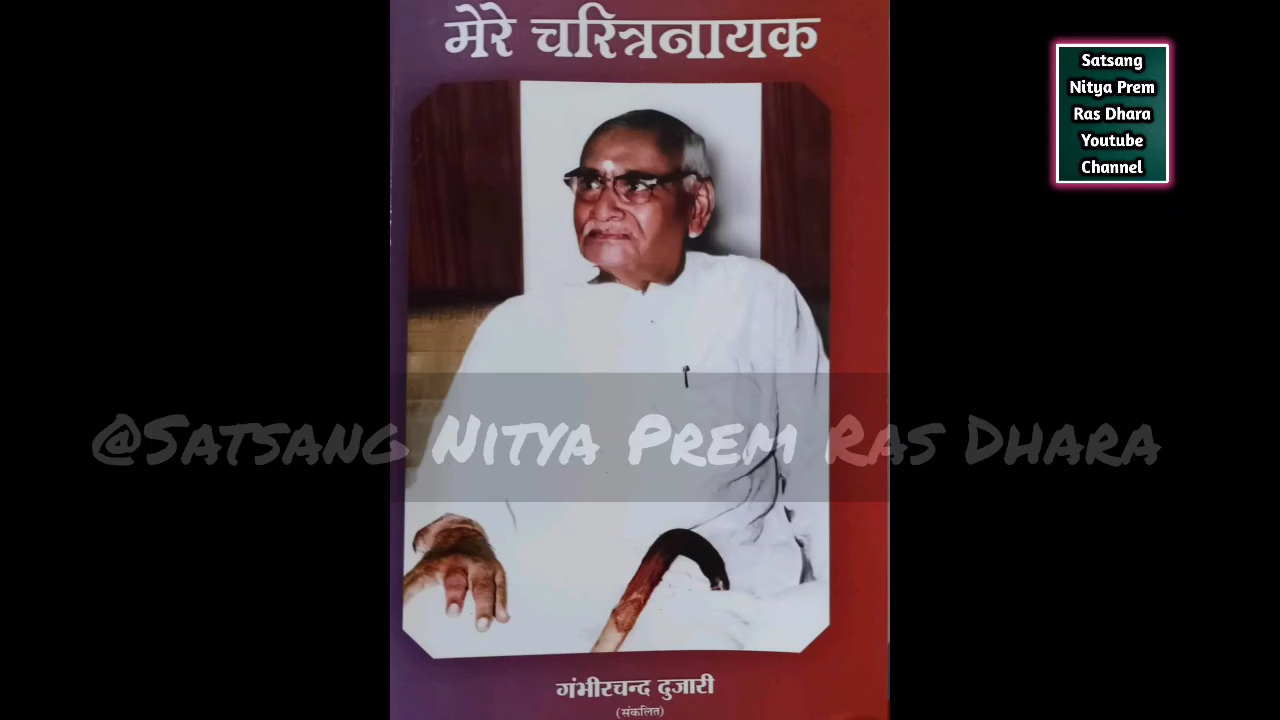 मेरे चरित्रनायक
Satsang
Nitya Prem
Ras Dhara
Youtube
Channel
@Satsang Nitya Prem Ras Dhara
गंभीरचन्द दुजारी
(संकलित)